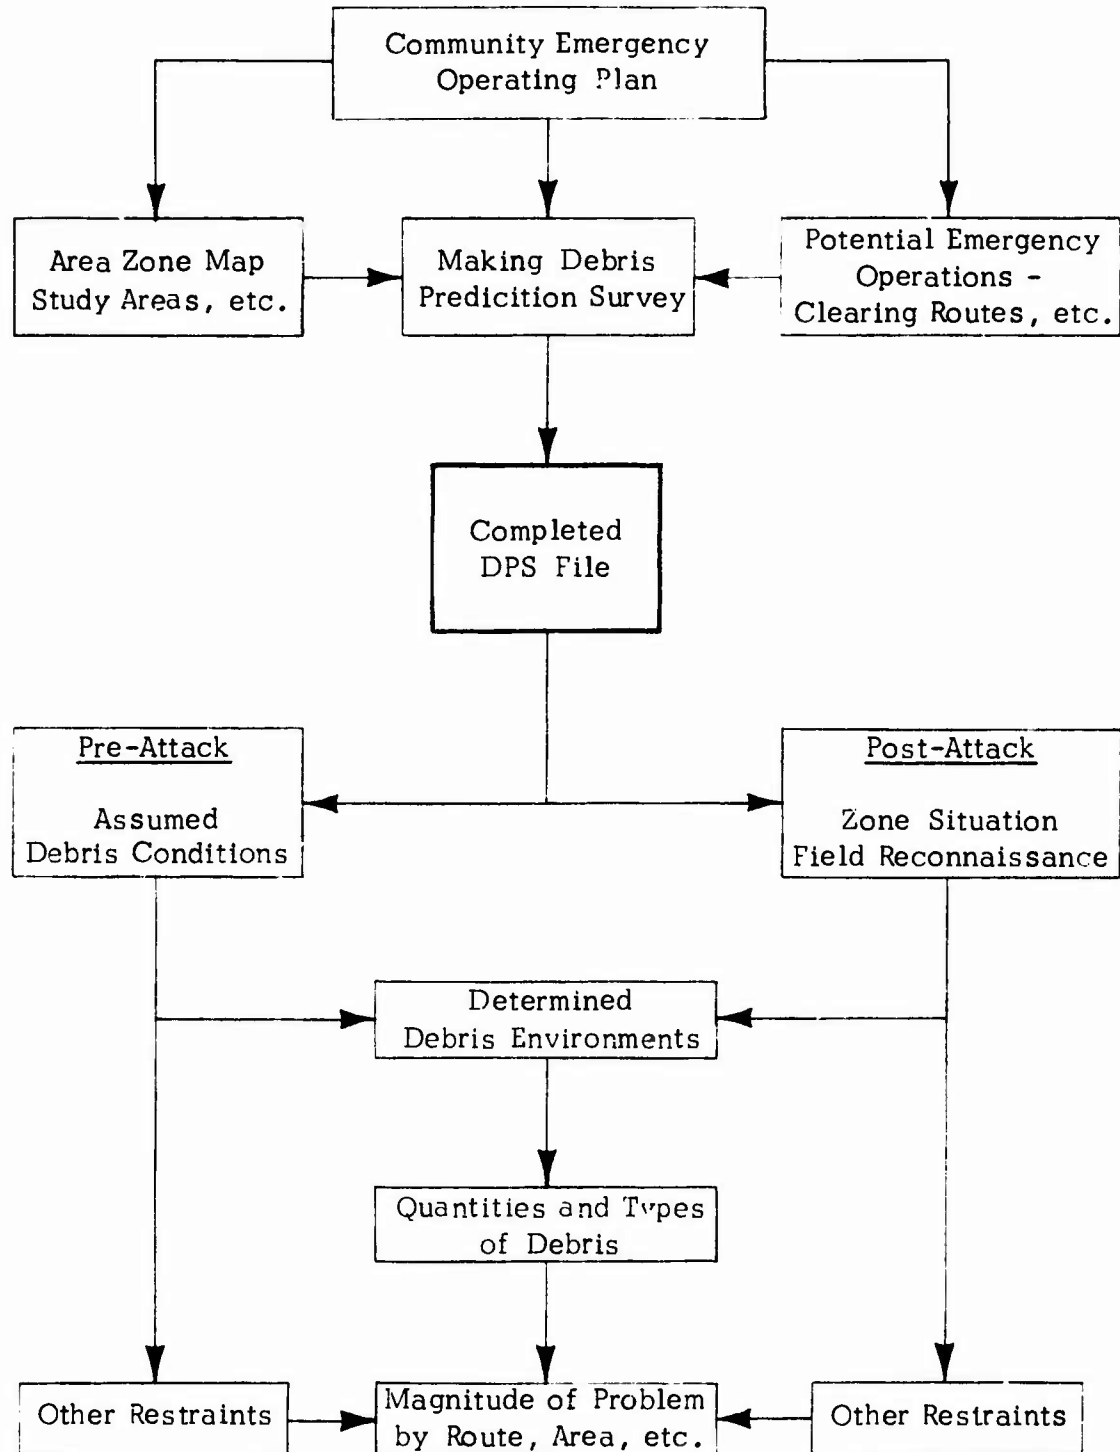 Community Emergency
Operating Plan
Area Zone Map
Study Areas, etc.
Making Debris
Predicition Survey
Potential Emergency
Operations -
Clearing Routes, etc.
Completed
DPS File
Pre-Attack
Assumed
Debris Conditions
Post-Attack
Zone Situation
Field Reconnaissance
Determined
Debris Environments
Quantities and Types
of Debris
Other Restraints
Magnitude of Problem
by Route, Area, etc.
Other Restraints